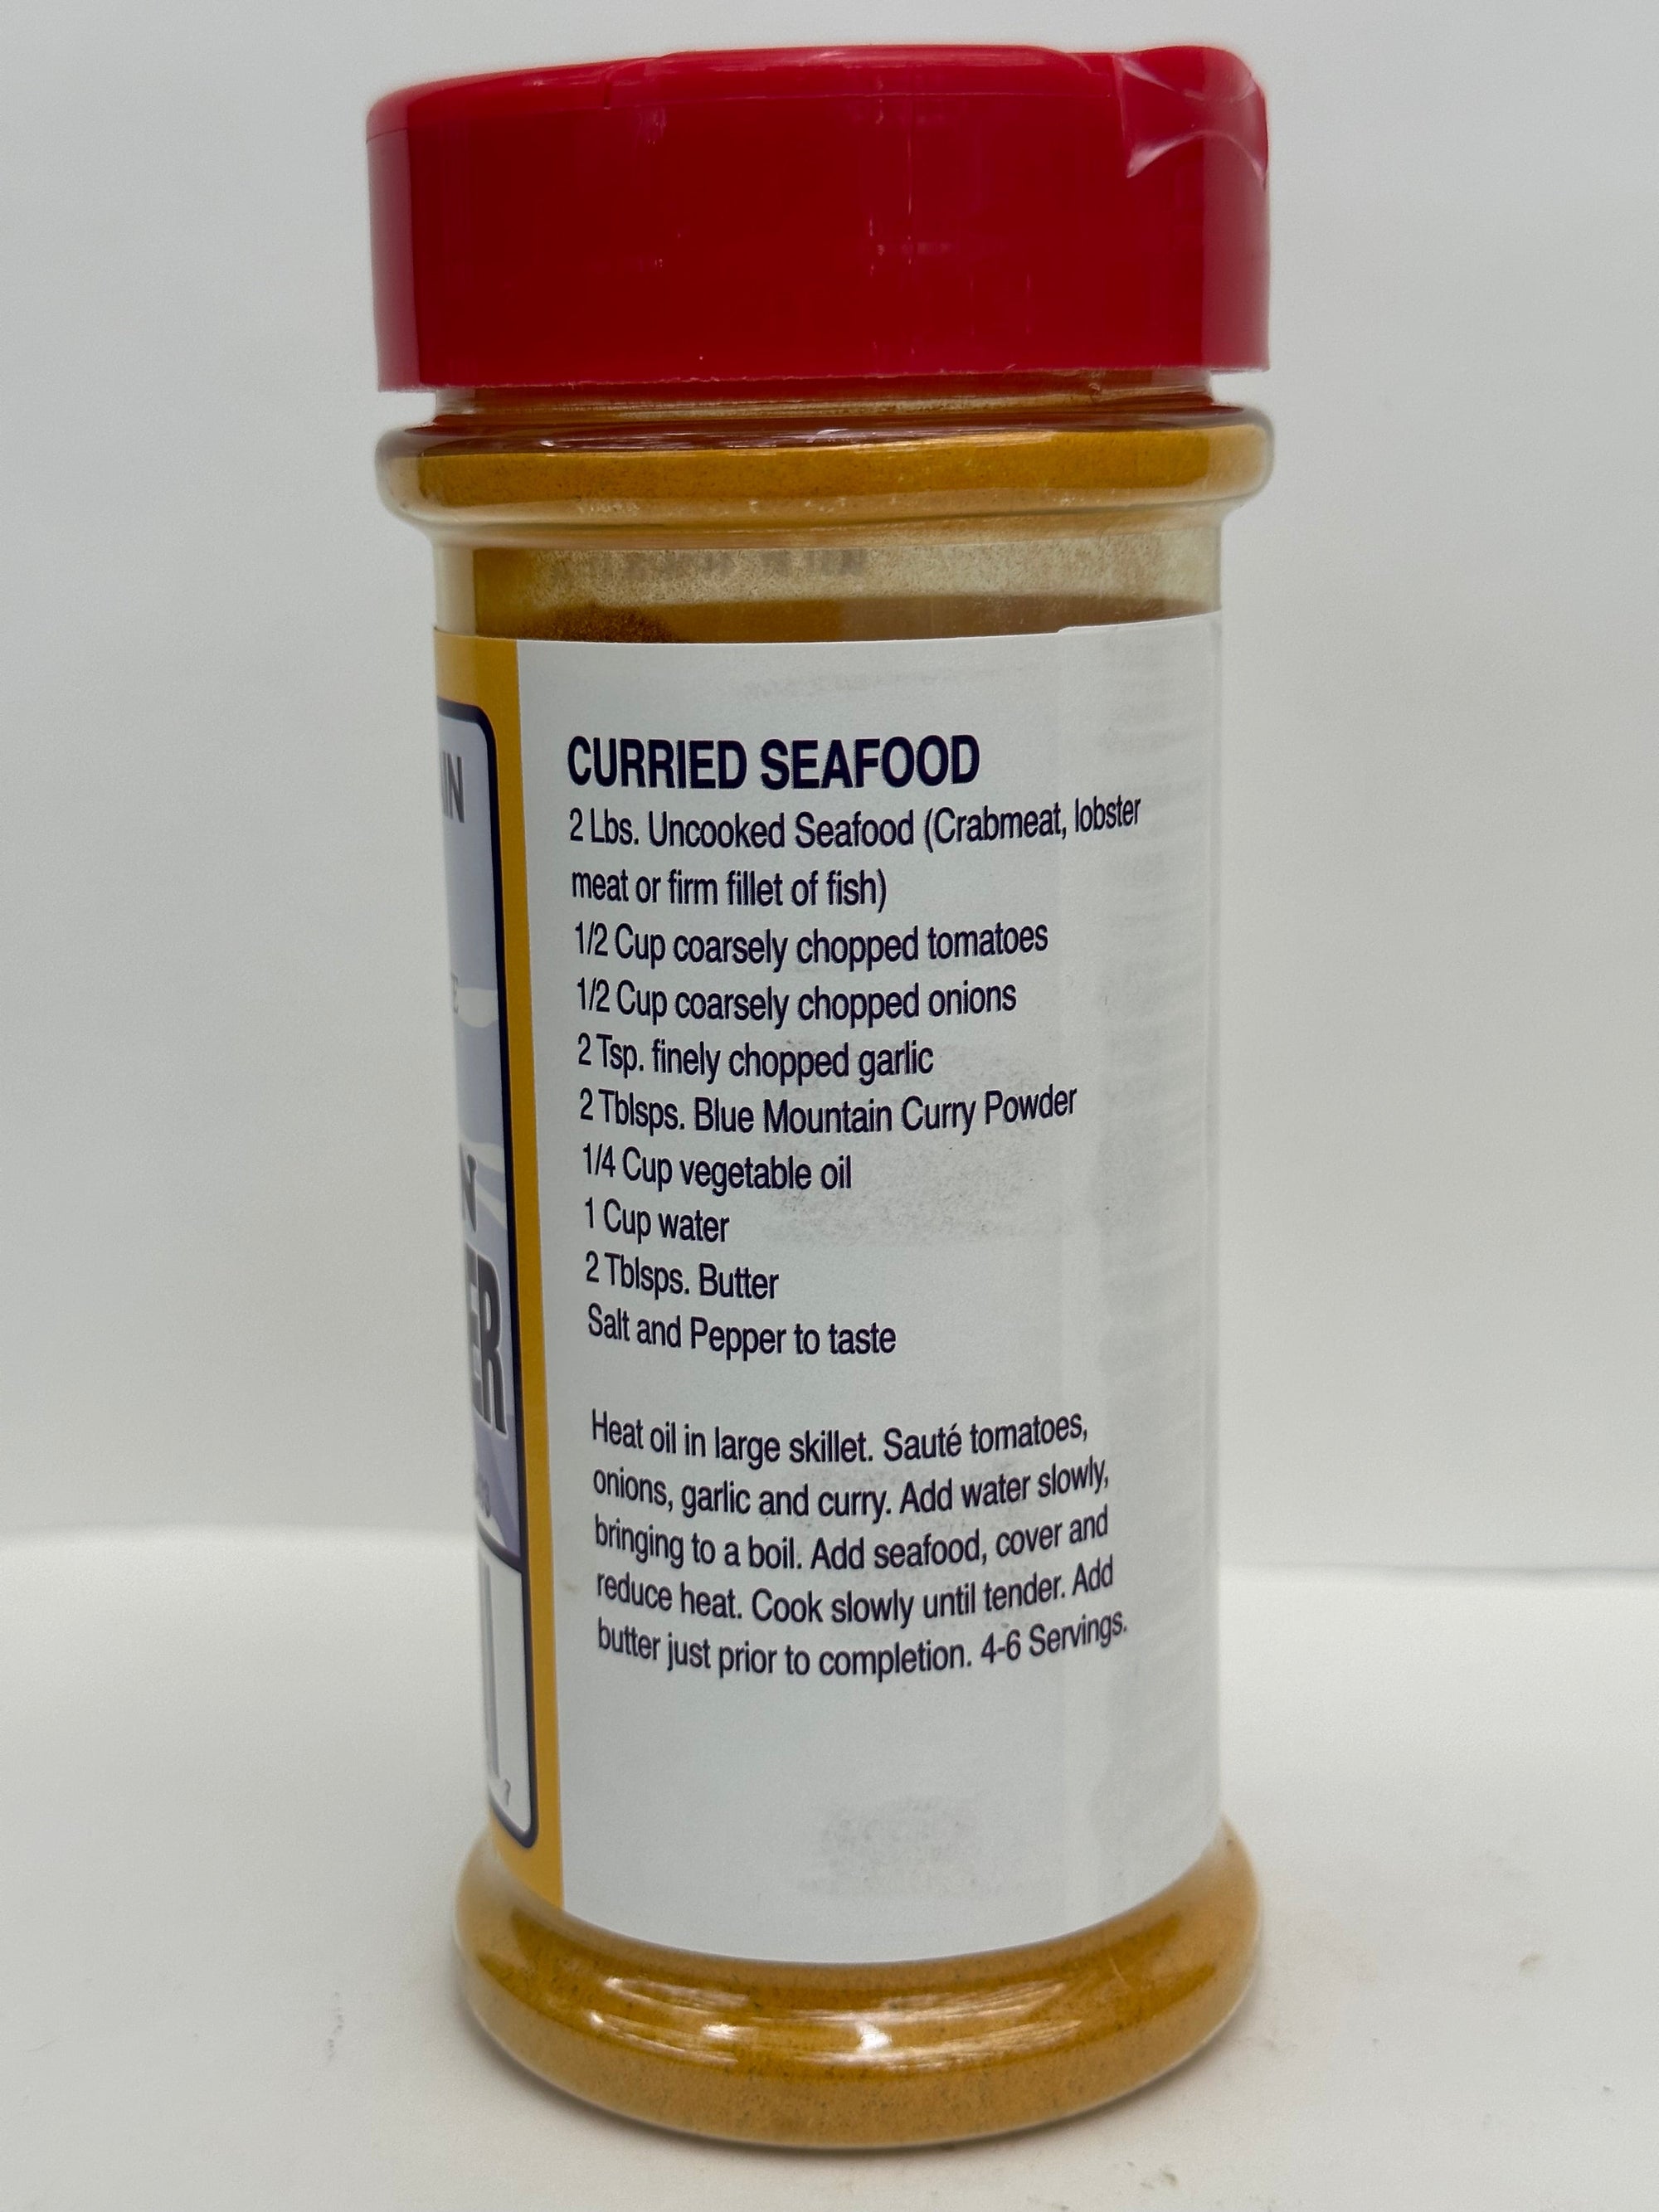 CURRIED SEAFOOD
2 Lbs. Uncooked Seafood (Crabmeat, lobster
meat or firm fillet of fish)
1/2 Cup coarsely chopped tomatoes
1/2 Cup coarsely chopped onions
2 Tsp. finely chopped garlic
2 Tblsps. Blue Mountain Curry Powder
1/4 Cup vegetable oil
1 Cup water
2 Tblsps. Butter
Salt and Pepper to taste
Heat oil in large skillet. Sauté tomatoes,
onions, garlic and curry. Add water slowly,
bringing to a boil. Add seafood, cover and
reduce heat. Cook slowly until tender. Add
butter just prior to completion. 4-6 Servings.